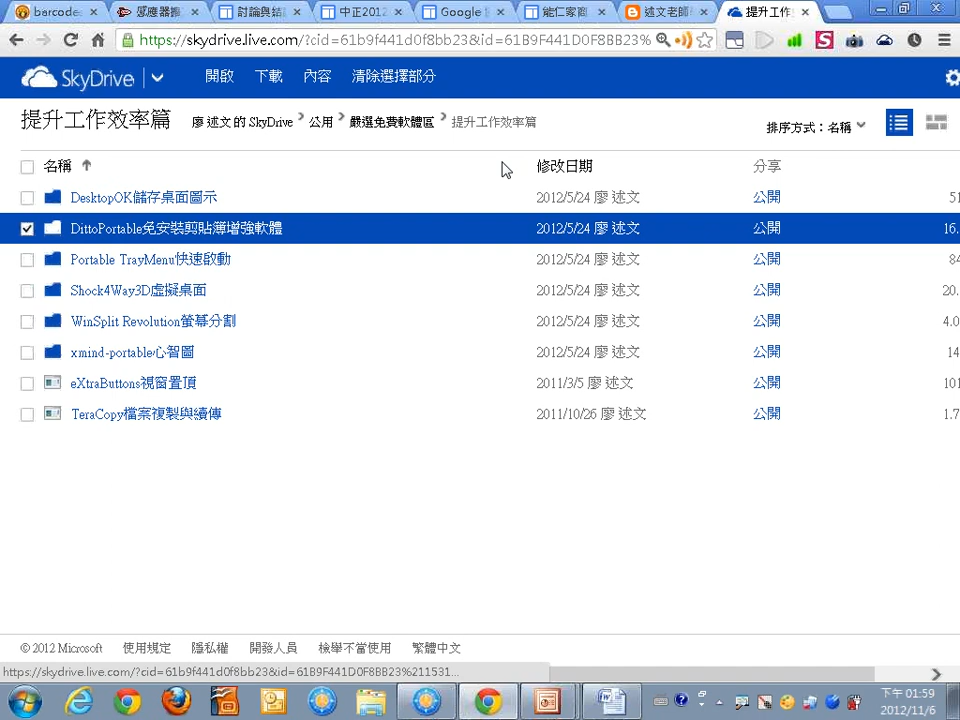 barcodes
感應器擴
討論與結
中正2012
Google
能仁家商
述文老師
提升工作
https://skydrive.live.com/?cid=61b9f441d0f8bb23&id=61B9F441D0F8BB23%
SkyDrive 開啟 下載 內容 清除選擇部分
提升工作效率篇 廖 述文 的 SkyDrive 公用 嚴選免費軟體區 提升工作效率篇 排序方式：名稱
名稱 修改日期 分享
DesktopOK儲存桌面圖示 2012/5/24 廖 述文 公開 51
DittoPortable免安裝剪貼簿增強軟體 2012/5/24 廖 述文 公開 16.
Portable TrayMenu快速啟動 2012/5/24 廖 述文 公開 84
Shock4Way3D虛擬桌面 2012/5/24 廖 述文 公開 20.
WinSplit Revolution螢幕分割 2012/5/24 廖 述文 公開 4.0
xmind-portable心智圖 2012/5/24 廖 述文 公開 14
eXtraButtons視窗置頂 2011/3/5 廖 述文 公開 101
TeraCopy檔案複製與續傳 2011/10/26 廖 述文 公開 1.7
© 2012 Microsoft 使用規定 隱私權 開發人員 檢舉不當使用 繁體中文
https://skydrive.live.com/?cid=61b9f441d0f8bb23&id=61B9F441D0F8BB23%211531...
下午 01:59
2012/11/6